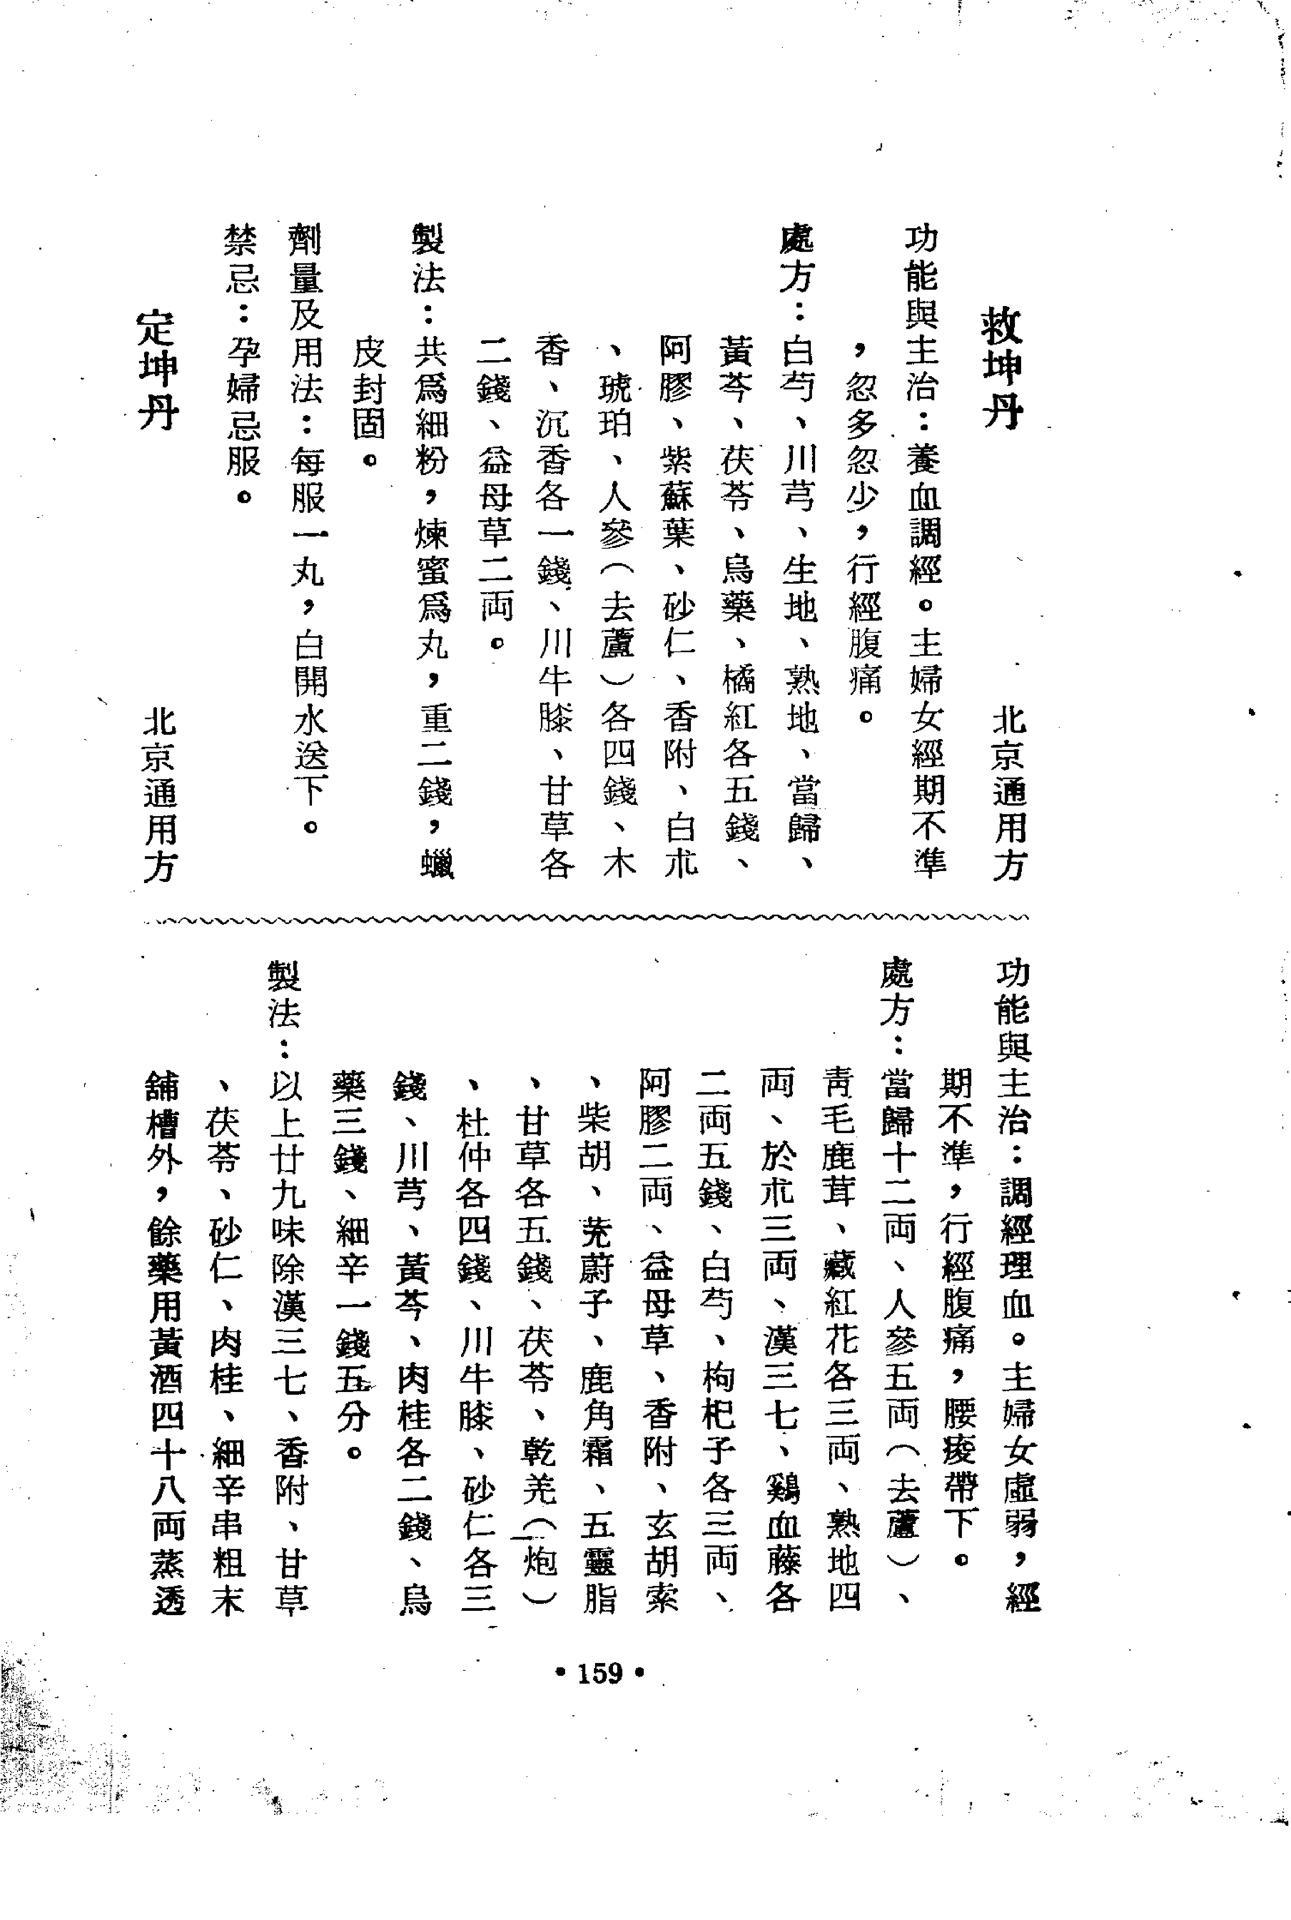 救坤丹　北京通用方
功能與主治：養血調經。主婦女經期不準
，忽多忽少，行經腹痛。
處方：白芍、川芎、生地、熟地、當歸、
黃芩、茯苓、烏藥、橘紅各五錢、
阿膠、紫蘇葉、砂仁、香附、白朮
、琥珀、人參（去蘆）各四錢、木
香、沉香各一錢、川牛膝、甘草各
二錢、益母草二両。
製法：共爲細粉，煉蜜爲丸，重二錢，蠟
皮封固。
劑量及用法：每服一丸，白開水送下。
禁忌：孕婦忌服。
定坤丹　北京通用方
功能與主治：調經理血。主婦女虛弱，經
期不準，行經腹痛，腰痠帶下。
處方：當歸十二両、人參五両（去蘆）、
靑毛鹿茸、藏紅花各三両、熟地四
両、於朮三両、漢三七、鷄血藤各
二両五錢、白芍、枸杞子各三両、
阿膠二両、益母草、香附、玄胡索
、柴胡、茺蔚子、鹿角霜、五靈脂
、甘草各五錢、茯苓、乾羌（炮）
、杜仲各四錢、川牛膝、砂仁各三
錢、川芎、黃芩、肉桂各二錢、烏
藥三錢、細辛一錢五分。
製法：以上廿九味除漢三七、香附、甘草
、茯苓、砂仁、肉桂、細辛串粗末
舖槽外，餘藥用黃酒四十八両蒸透
• 159 •